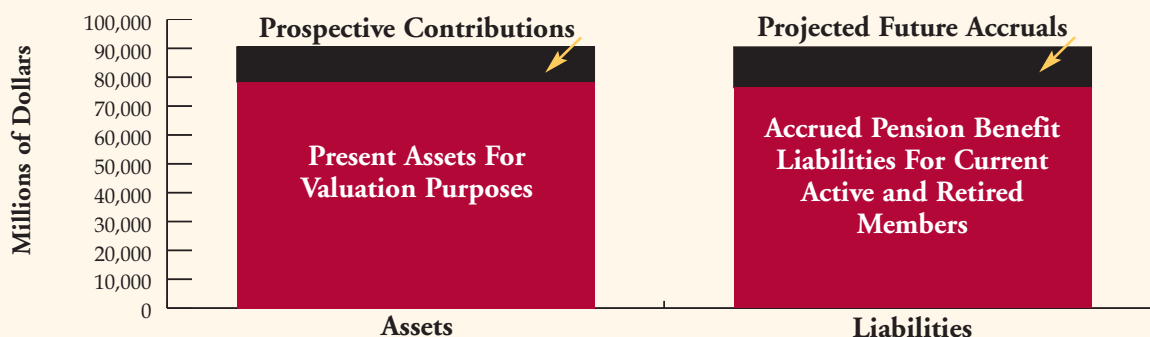 Millions of Dollars
100,000
90,000
80,000
70,000
60,000
50,000
40,000
30,000
20,000
10,000
0
Prospective Contributions
Present Assets For
Valuation Purposes
Assets
Projected Future Accruals
Accrued Pension Benefit
Liabilities For Current
Active and Retired
Members
Liabilities